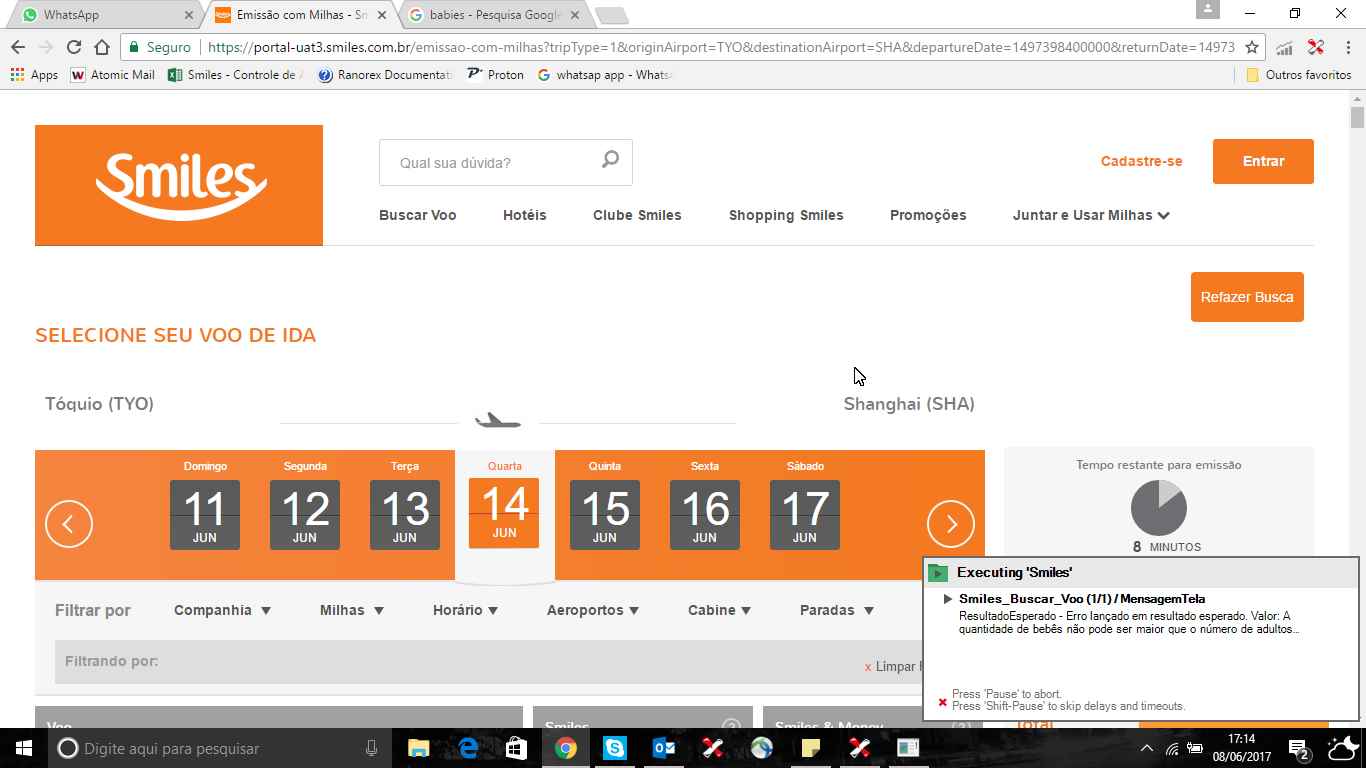 WhatsApp
Emissão com Milhas - Sm
babies - Pesquisa Google
Seguro
https://portal-uat3.smiles.com.br/emissao-com-milhas?tripType=1&originAirport=TYO&destinationAirport=SHA&departureDate=1497398400000&returnDate=14973
Apps
Atomic Mail
Smiles - Controle de
Ranorex Documentat
Proton
whatsap app - Whats
Outros favoritos
Smiles
Qual sua dúvida?
Cadastre-se
Entrar
Buscar Voo
Hotéis
Clube Smiles
Shopping Smiles
Promoções
Juntar e Usar Milhas
Refazer Busca
SELECIONE SEU VOO DE IDA
Tóquio (TYO)
Shanghai (SHA)
Domingo
11
JUN
Segunda
12
JUN
Terça
13
JUN
Quarta
14
JUN
Quinta
15
JUN
Sexta
16
JUN
Sábado
17
JUN
Tempo restante para emissão
8 MINUTOS
Filtrar por
Companhia
Milhas
Horário
Aeroportos
Cabine
Paradas
Filtrando por:
x Limpar
Executing 'Smiles'
Smiles_Buscar_Voo (1/1) / MensagemTela
ResultadoEsperado - Erro lançado em resultado esperado. Valor: A
quantidade de bebês não pode ser maior que o número de adultos...
Press 'Pause' to abort.
Press 'Shift-Pause' to skip delays and timeouts.
Voo
Smiles
Smiles & Money
Total
Digite aqui para pesquisar
17:14
08/06/2017
2